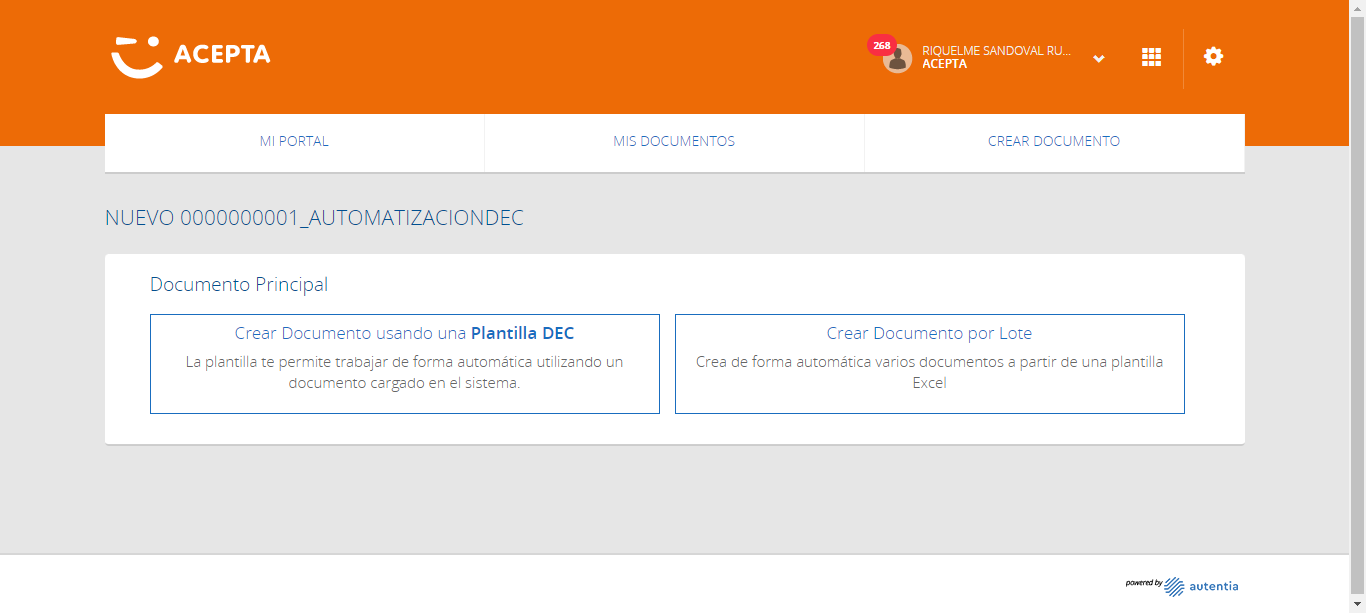 ACEPTA
268
RIQUELME SANDOVAL RU...
ACEPTA
MI PORTAL
MIS DOCUMENTOS
CREAR DOCUMENTO
NUEVO 0000000001_AUTOMATIZACIONDEC
Documento Principal
Crear Documento usando una Plantilla DEC
La plantilla te permite trabajar de forma automática utilizando un
documento cargado en el sistema.
Crear Documento por Lote
Crea de forma automática varios documentos a partir de una plantilla
Excel
powered by autentia